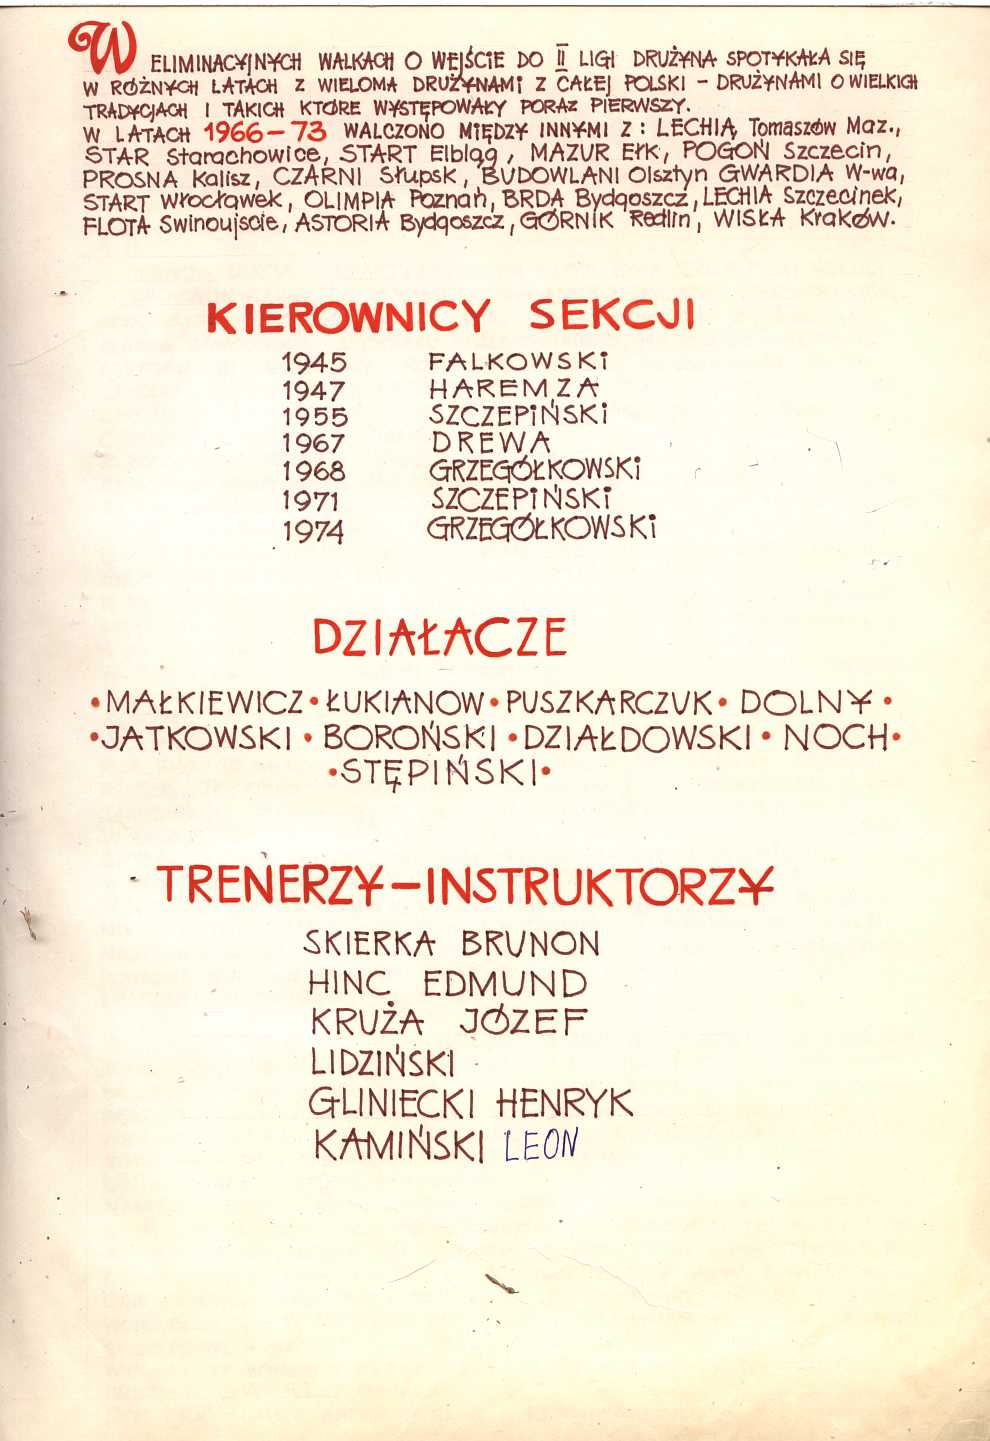 W ELIMINACYJNYCH WALKACH O WEJŚCIE DO II LIGI DRUŻYNA SPOTYKAŁA SIĘ
W RÓŻNYCH LATACH Z WIELOMA DRUŻYNAMI Z CAŁEJ POLSKI - DRUŻYNAMI O WIELKICH
TRADYCJACH I TAKICH KTÓRE WYSTĘPOWAŁY PORAZ PIERWSZY.
W LATACH 1966-73 WALCZONO MIĘDZY INNYMI Z: LECHIĄ Tomaszów Maz.,
STAR Starachowice, START Elbląg, MAZUR Ełk, POGOŃ Szczecin,
PROSNA Kalisz, CZARNI Słupsk, BUDOWLANI Olsztyn GWARDIA W-wa,
START Włocławek, OLIMPIA Poznań, BRDA Bydgoszcz, LECHIA Szczecinek,
FLOTA Swinoujscie, ASTORIA Bydgoszcz, GÓRNIK Redlin, WISŁA Kraków.
KIEROWNICY SEKCJI
1945 FALKOWSKI
1947 HAREMZA
1955 SZCZEPIŃSKI
1967 DREWA
1968 GRZEGÓŁKOWSKI
1971 SZCZEPIŃSKI
1974 GRZEGÓŁKOWSKI
DZIAŁACZE
•MAŁKIEWICZ•ŁUKIANOW•PUSZKARCZUK•DOLNY•
•JATKOWSKI•BOROŃSKI•DZIAŁDOWSKI•NOCH•
•STĘPIŃSKI•
TRENERZY-INSTRUKTORZY
SKIERKA BRUNON
HINC EDMUND
KRUŻA JÓZEF
LIDZIŃSKI
GLINIECKI HENRYK
KAMIŃSKI LEON